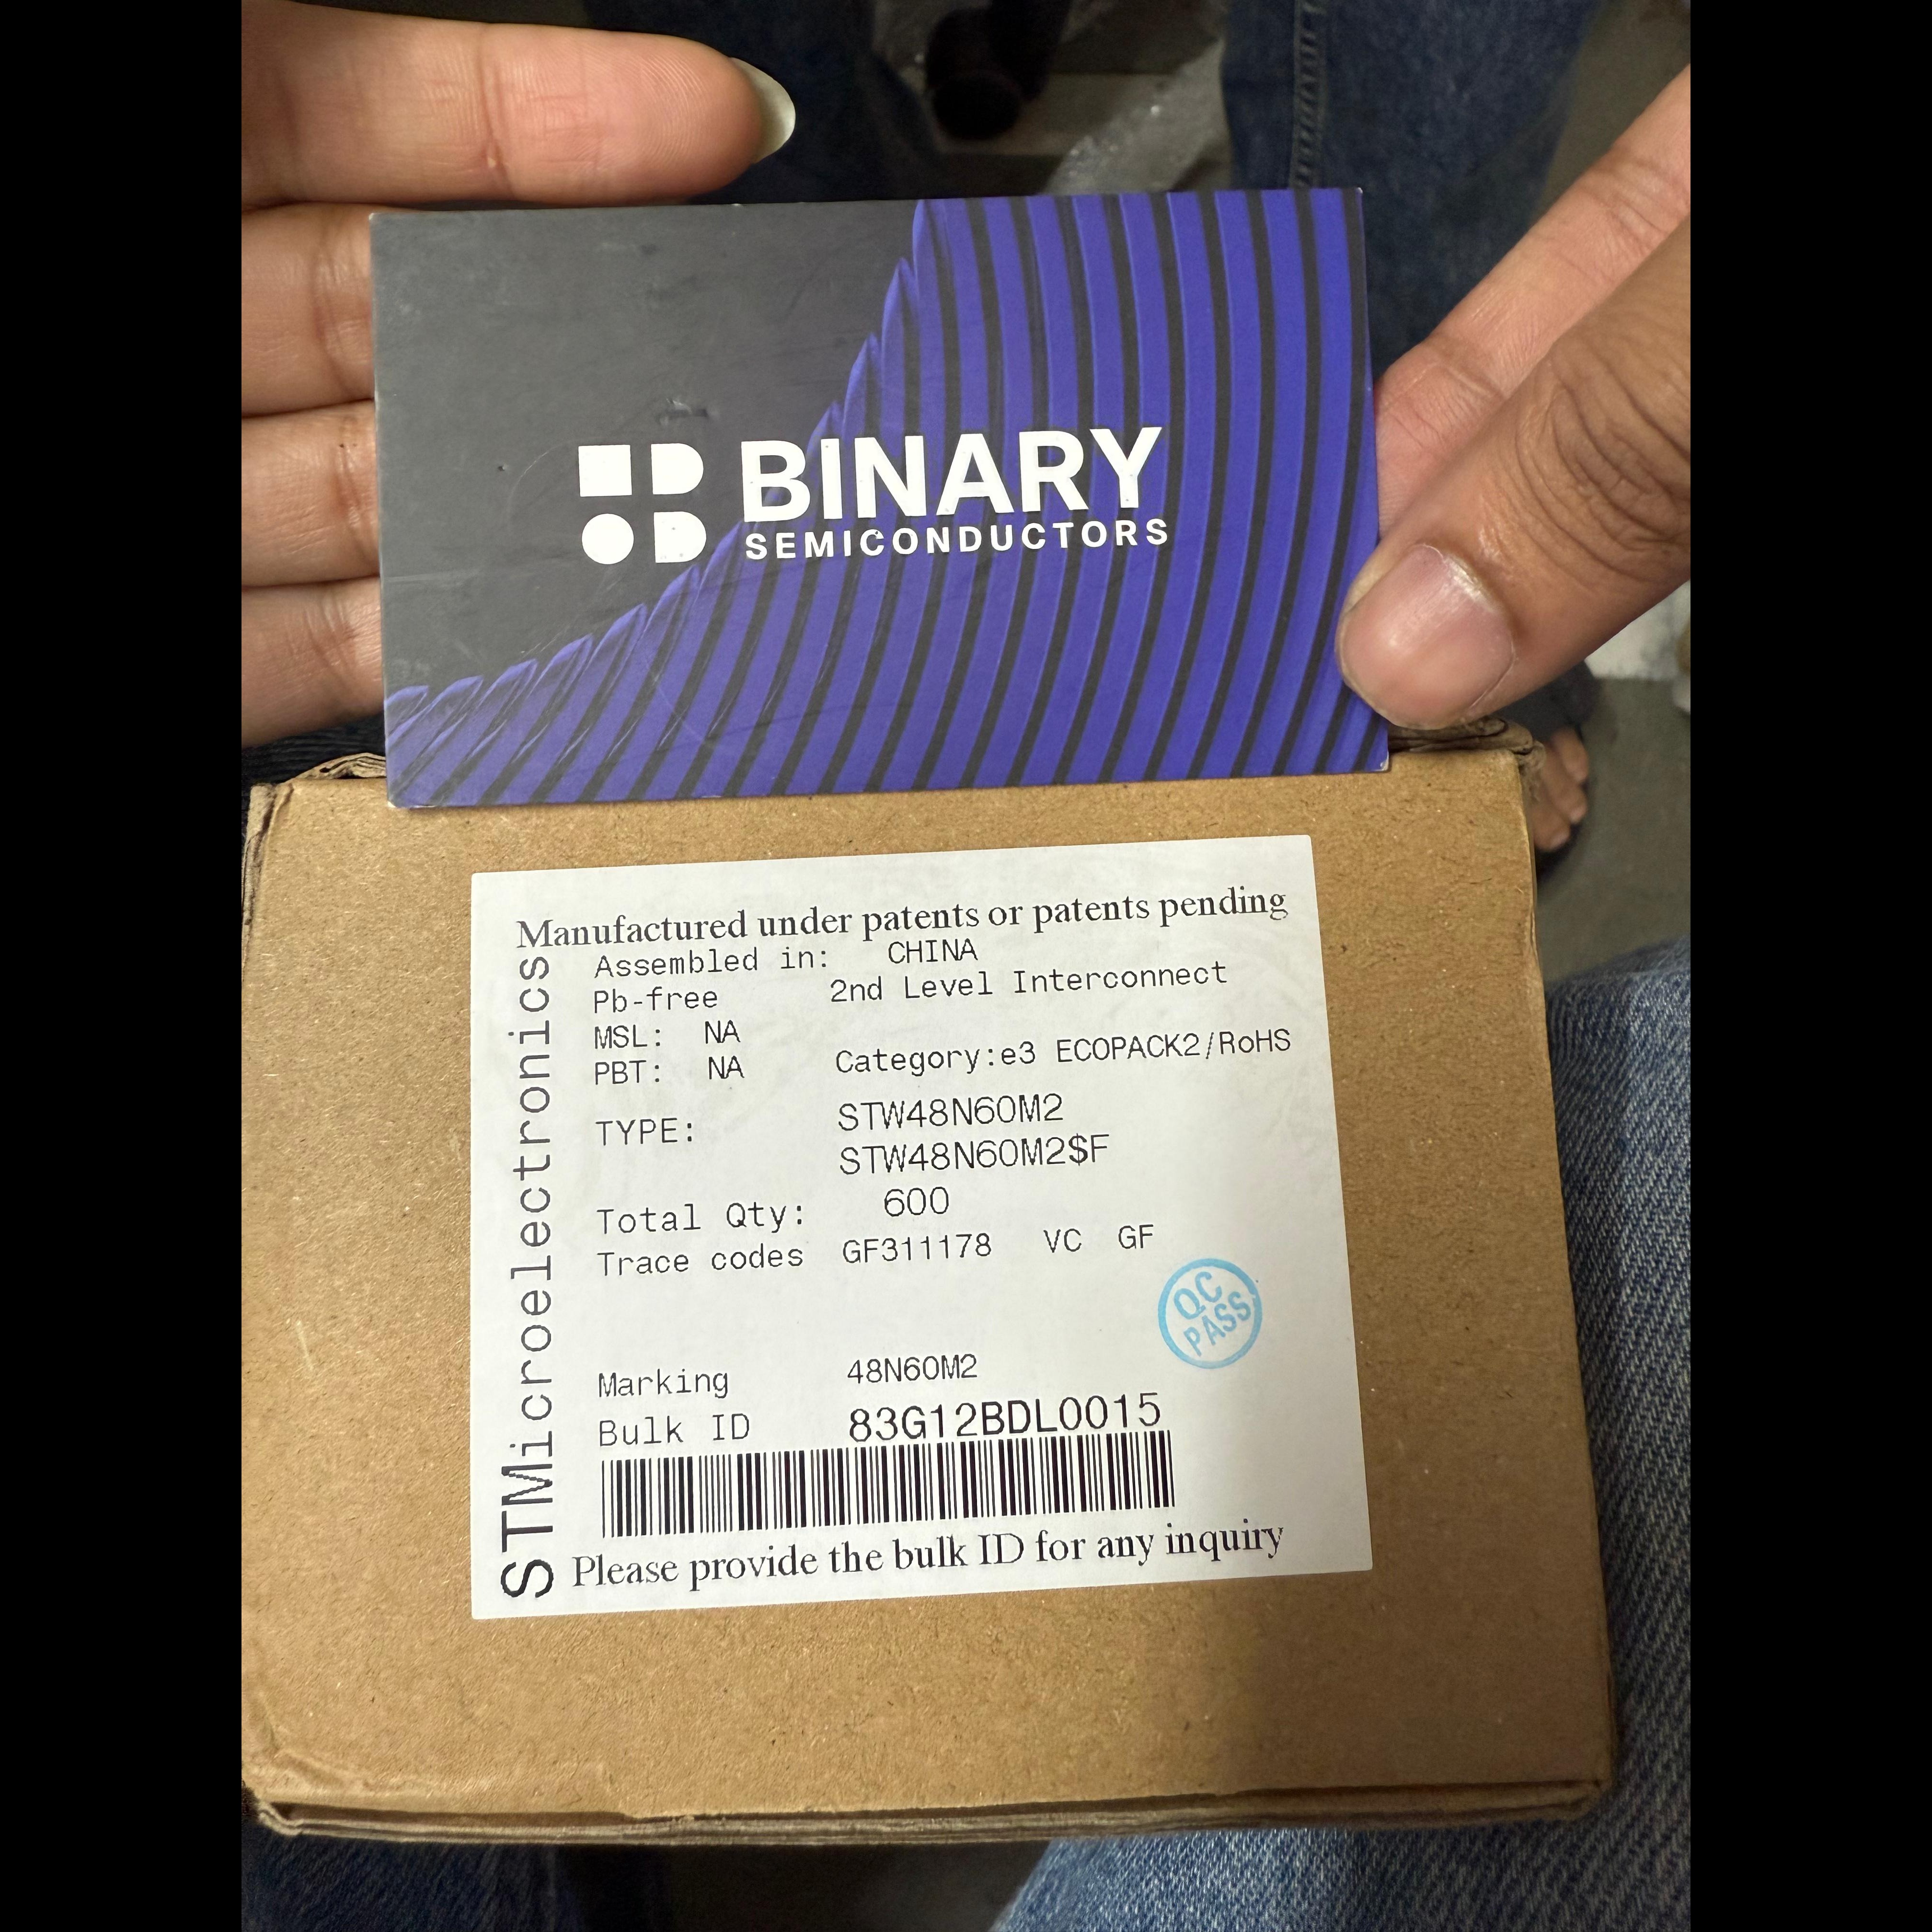 BINARY
SEMICONDUCTORS
Manufactured under patents or patents pending
Assembled in: CHINA
Pb-free 2nd Level Interconnect
MSL: NA
PBT: NA Category:e3 ECOPACK2/RoHS
TYPE: STW48N60M2
STW48N60M2$F
Total Qty: 600
Trace codes GF311178 VC GF
QC
PASS
Marking 48N60M2
Bulk ID 83G12BDL0015
Please provide the bulk ID for any inquiry
STMicroelectronics